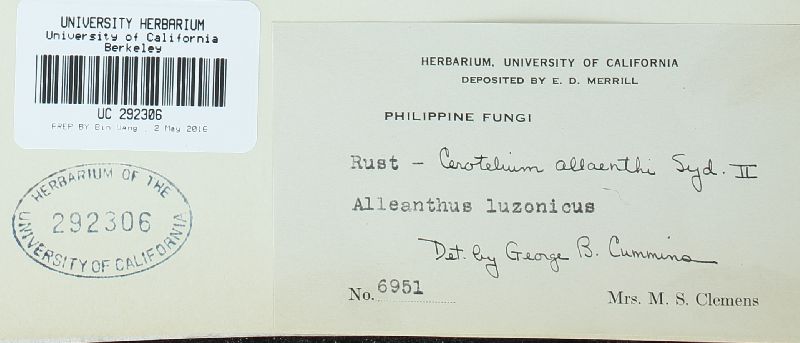 UNIVERSITY HERBARIUM
University of California
Berkeley
UC 292306
PREP BY Bin Wang , 2 May 2016
HERBARIUM OF THE
292306
UNIVERSITY OF CALIFORNIA
HERBARIUM, UNIVERSITY OF CALIFORNIA
DEPOSITED BY E. D. MERRILL
PHILIPPINE FUNGI
Rust – Cerotelium allaenthi Syd. II
Alleanthus luzonicus
Det. by George B. Cummins
No. 6951
Mrs. M. S. Clemens